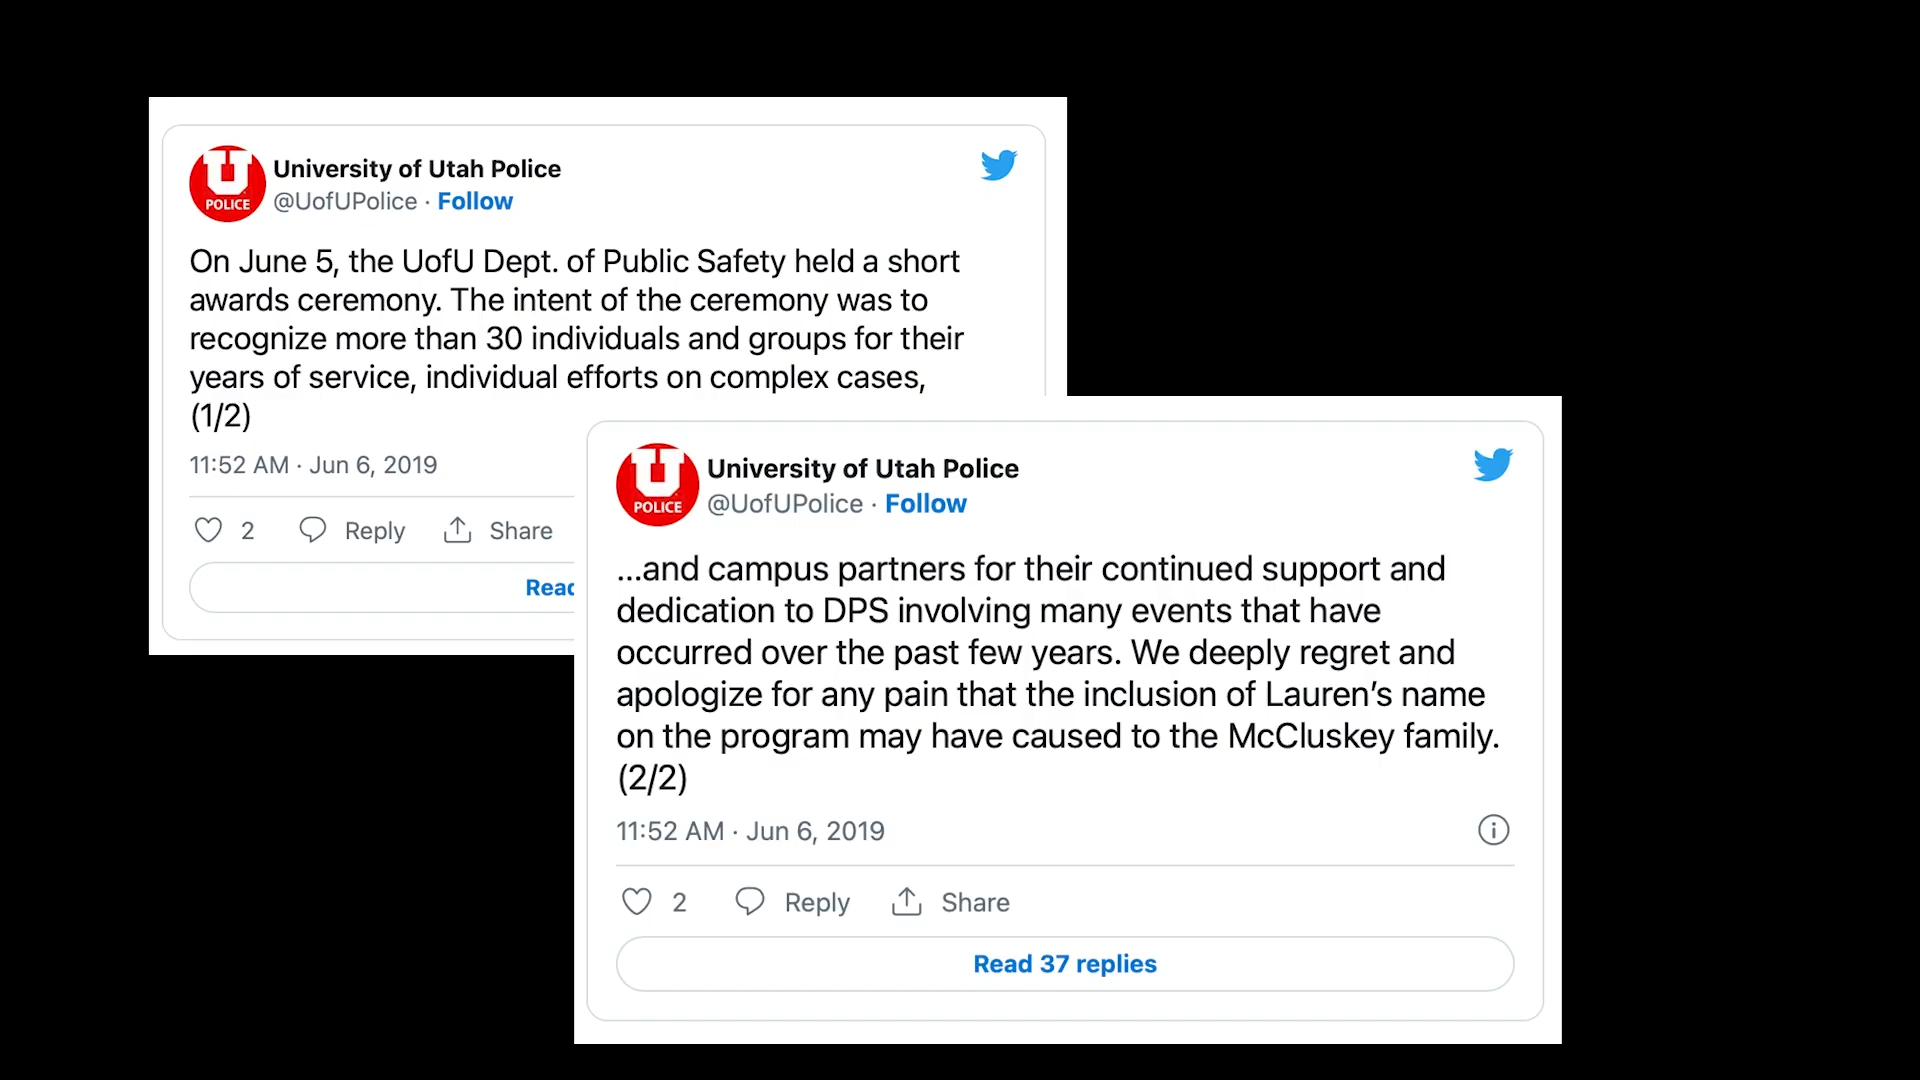 University of Utah Police
@UofUPolice · Follow
On June 5, the UofU Dept. of Public Safety held a short
awards ceremony. The intent of the ceremony was to
recognize more than 30 individuals and groups for their
years of service, individual efforts on complex cases,
(1/2)
11:52 AM · Jun 6, 2019
2 Reply Share
Read
POLICE
University of Utah Police
@UofUPolice · Follow
...and campus partners for their continued support and
dedication to DPS involving many events that have
occurred over the past few years. We deeply regret and
apologize for any pain that the inclusion of Lauren's name
on the program may have caused to the McCluskey family.
(2/2)
11:52 AM · Jun 6, 2019
2 Reply Share
Read 37 replies
POLICE